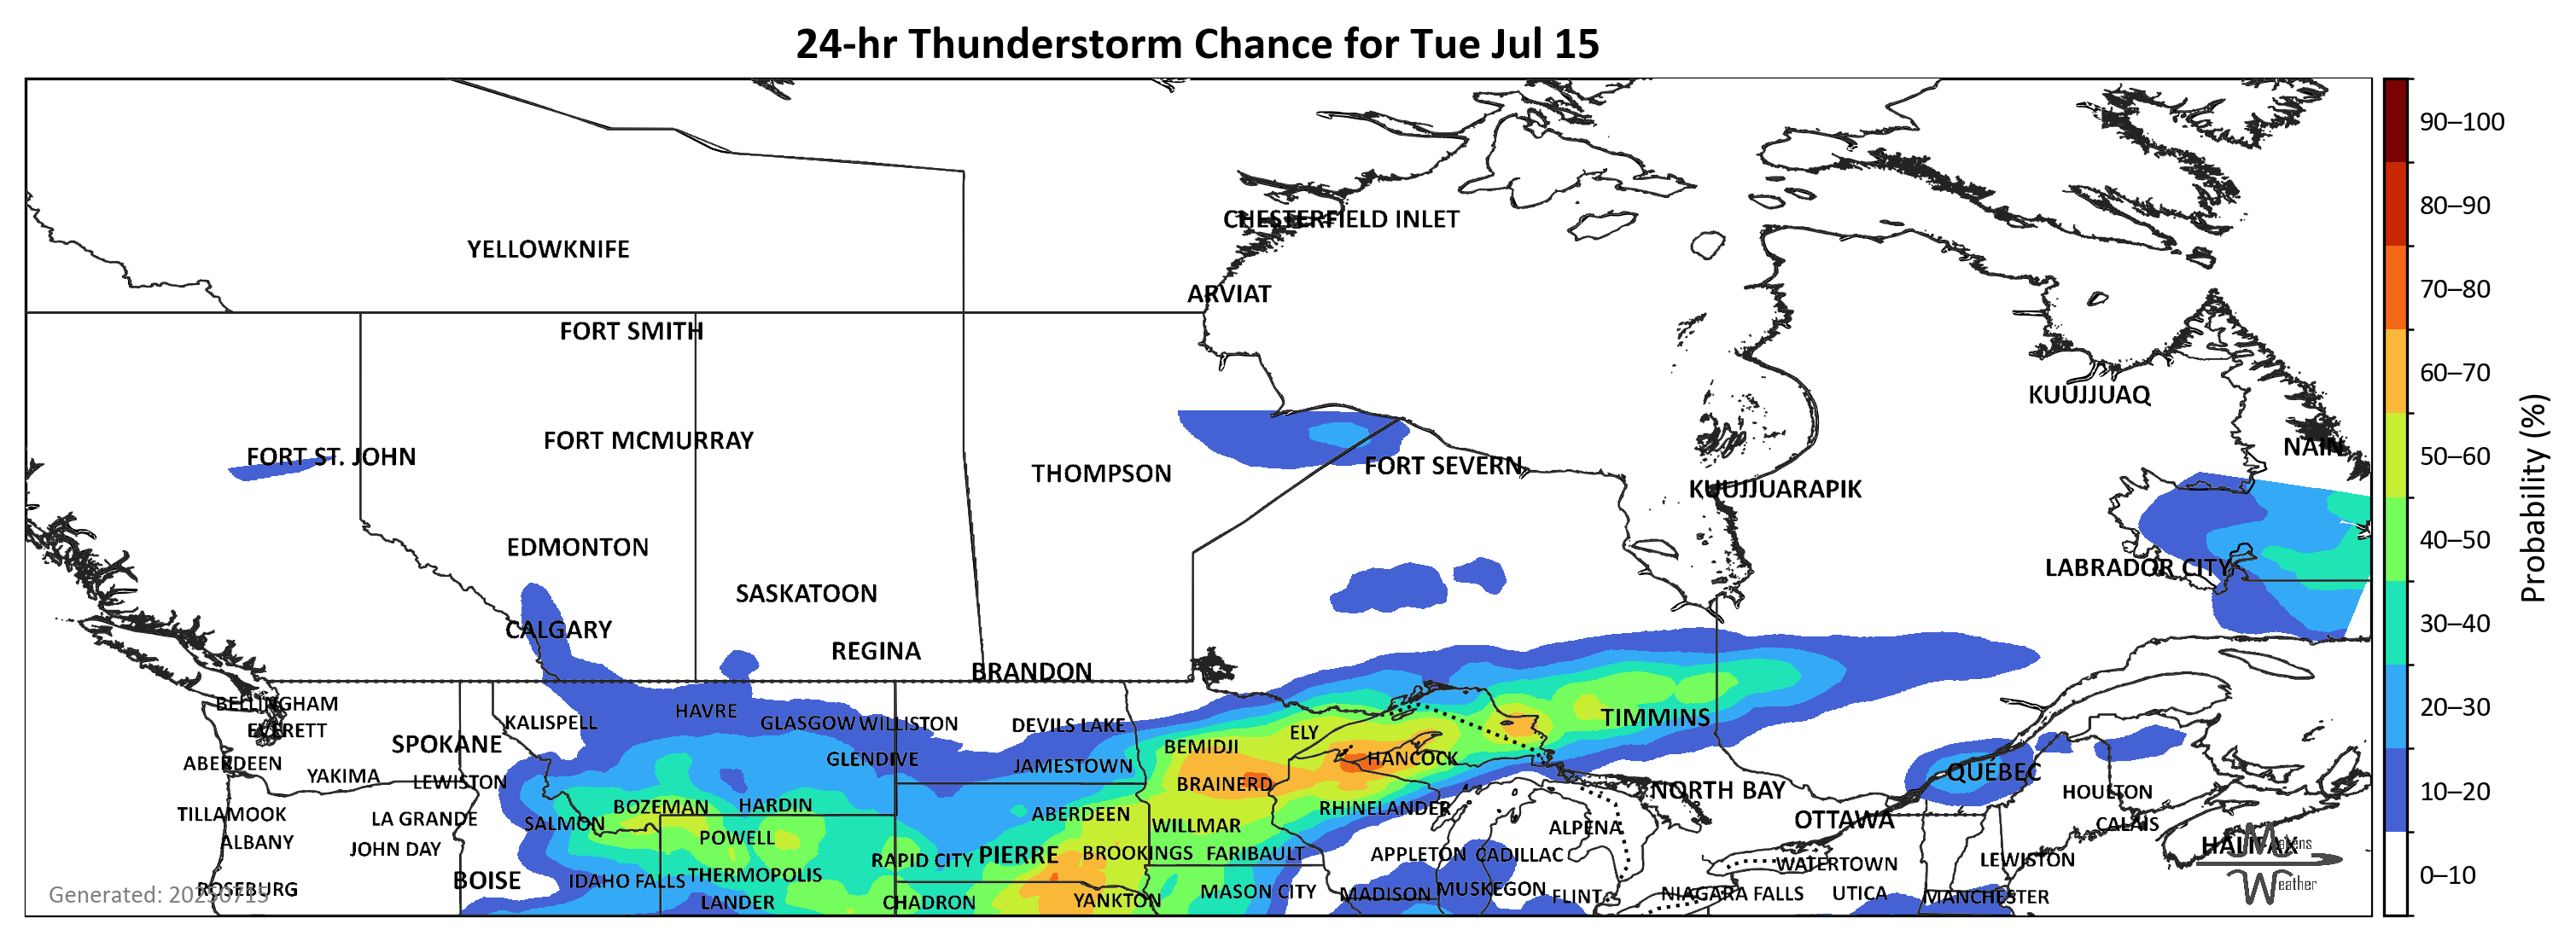 24-hr Thunderstorm Chance for Tue Jul 15
CHESTERFIELD INLET
YELLOWKNIFE
ARVIAT
FORT SMITH
KUUJJUAQ
FORT ST. JOHN
FORT MCMURRAY
NAIN
THOMPSON
FORT SEVERN
KUUJJUARAPIK
EDMONTON
LABRADOR CITY
SASKATOON
CALGARY
REGINA
BRANDON
BELLINGHAM
KALISPELL
HAVRE
GLASGOW
WILLISTON
DEVILS LAKE
TIMMINS
EVERETT
ELY
SPOKANE
BEMIDJI
ABERDEEN
GLENDIVE
JAMESTOWN
HANCOCK
YAKIMA
LEWISTON
BRAINERD
QUÉBEC
NORTH BAY
HOULTON
TILLAMOOK
LA GRANDE
BOZEMAN
HARDIN
ABERDEEN
RHINELANDER
OTTAWA
SALMON
WILLMAR
ALPENA
CALAIS
ALBANY
JOHN DAY
POWELL
HALIFAX
RAPID CITY
PIERRE
BROOKINGS
FARIBAULT
APPLETON
CADILLAC
WATERTOWN
LEWISTON
BOISE
IDAHO FALLS
THERMOPOLIS
ROSEBURG
LANDER
CHADRON
YANKTON
MASON CITY
MADISON
MUSKEGON
FLINT
NIAGARA FALLS
UTICA
MANCHESTER
Generated: 20250715
Weather
90–100
80–90
70–80
60–70
50–60
40–50
30–40
20–30
10–20
0–10
Probability (%)